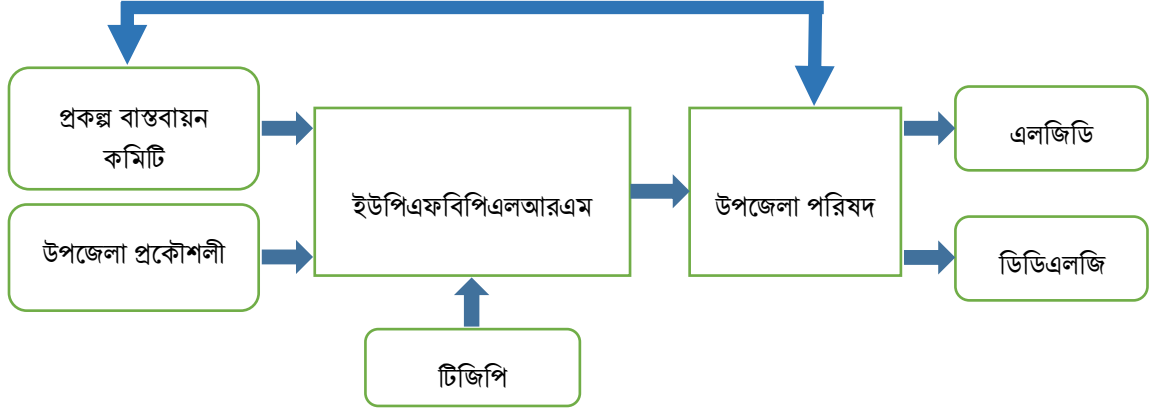 প্রকল্প বাস্তবায়ন
কমিটি
উপজেলা প্রকৌশলী
ইউপিএফবিপিএলআরএম
টিজিপি
উপজেলা পরিষদ
এলজিডি
ডিডিএলজি